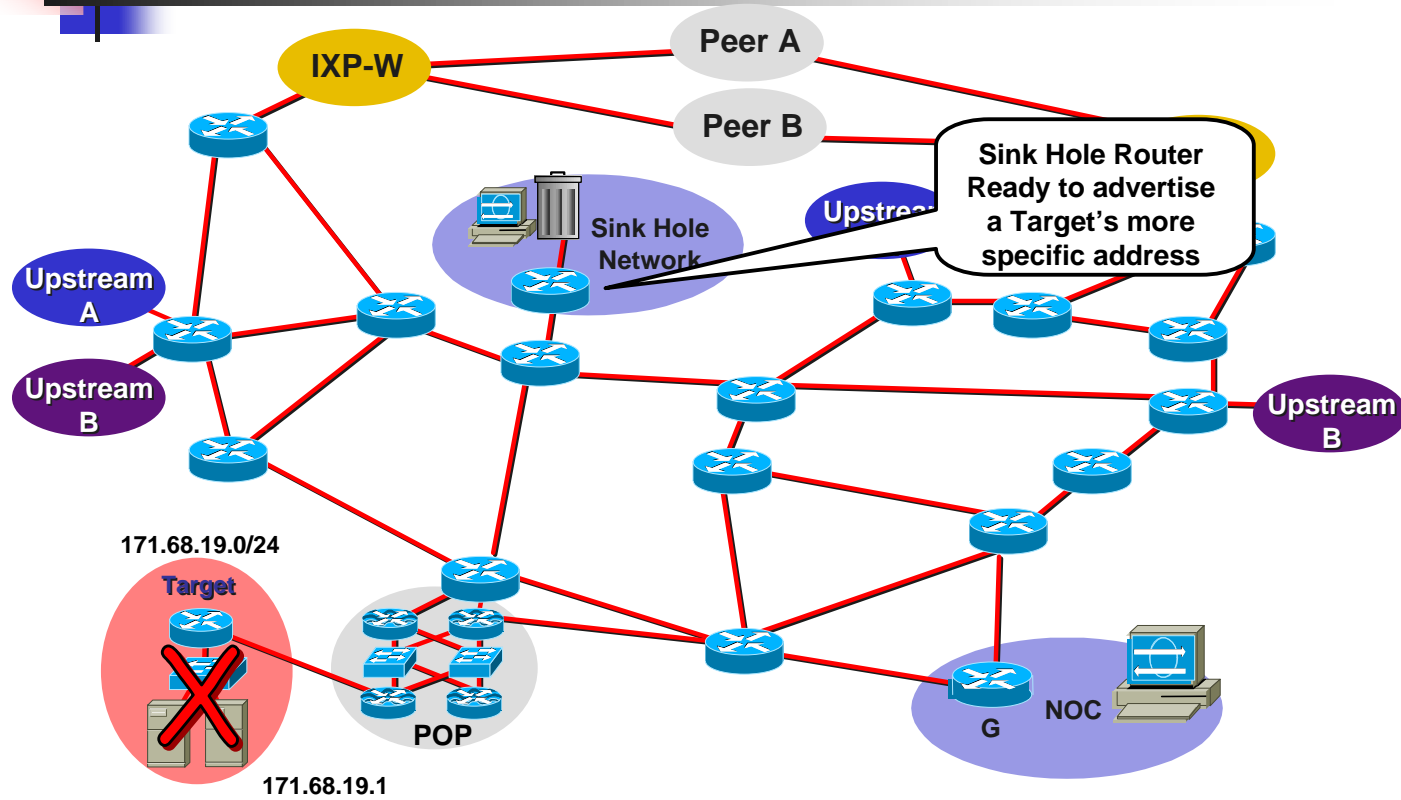 Peer A
IXP-W
Peer B
Sink Hole Router
Ready to advertise
a Target's more
specific address
Sink Hole
Network
Upstream
A
Upstream
B
Upstream
B
171.68.19.0/24
Target
POP
G
NOC
171.68.19.1